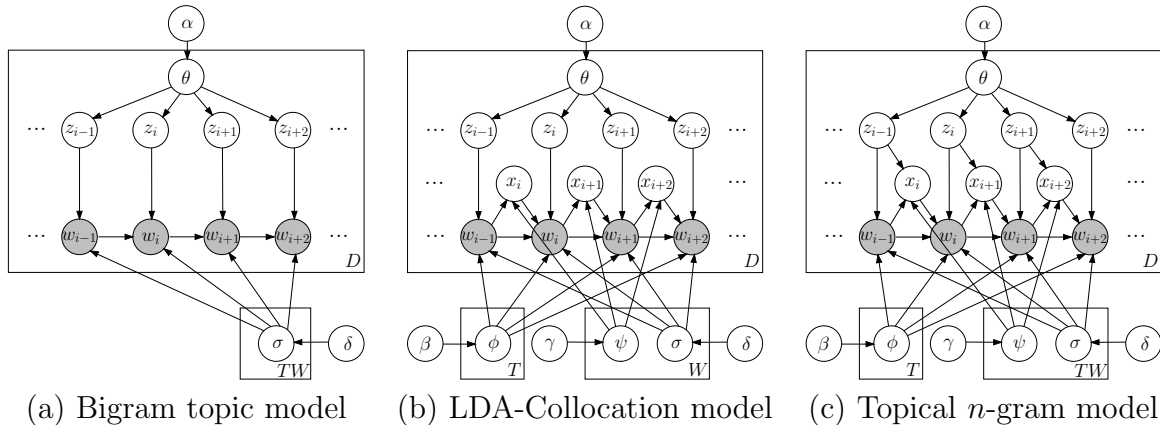 α α α
θ θ θ
... z_{i−1} z_i z_{i+1} z_{i+2} ... ... z_{i−1} z_i z_{i+1} z_{i+2} ... ... z_{i−1} z_i z_{i+1} z_{i+2} ...
... x_i x_{i+1} x_{i+2} ... ... x_i x_{i+1} x_{i+2} ...
... w_{i−1} w_i w_{i+1} w_{i+2} ... ... w_{i−1} w_i w_{i+1} w_{i+2} ... ... w_{i−1} w_i w_{i+1} w_{i+2} ...
D D D
σ δ β ϕ γ ψ σ δ β ϕ γ ψ σ δ
TW T W T TW
(a) Bigram topic model (b) LDA-Collocation model (c) Topical n-gram model